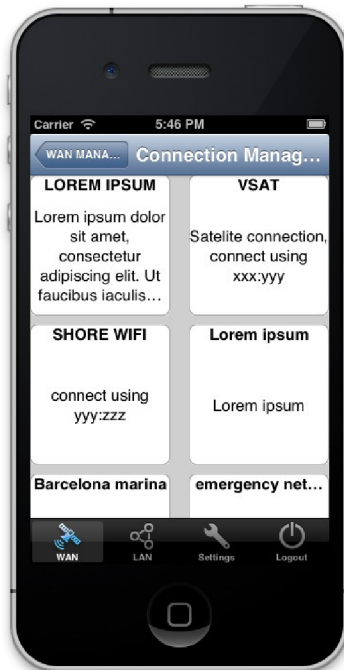 Carrier 5:46 PM
WAN MANA... Connection Manag...
LOREM IPSUM
Lorem ipsum dolor
sit amet,
consectetur
adipiscing elit. Ut
faucibus iaculis...
VSAT
Satelite connection,
connect using
xxx:yyy
SHORE WIFI
connect using
yyy:zzz
Lorem ipsum
Lorem ipsum
Barcelona marina
emergency net...
WAN
LAN
Settings
Logout